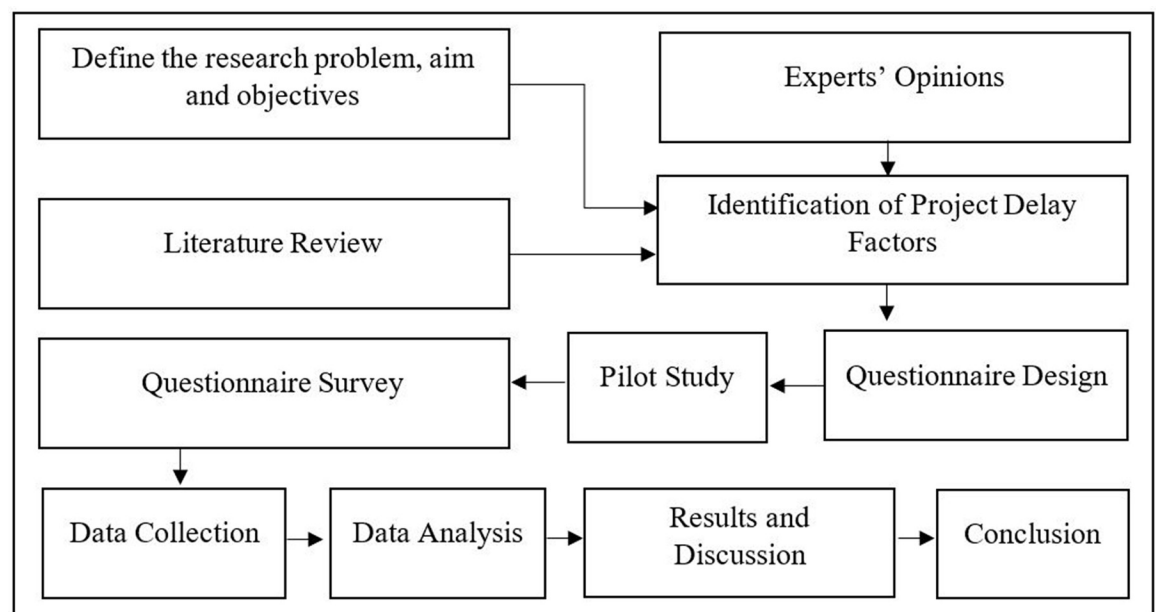 Define the research problem, aim
and objectives
Experts’ Opinions
Literature Review
Identification of Project Delay
Factors
Questionnaire Survey
Pilot Study
Questionnaire Design
Data Collection
Data Analysis
Results and
Discussion
Conclusion